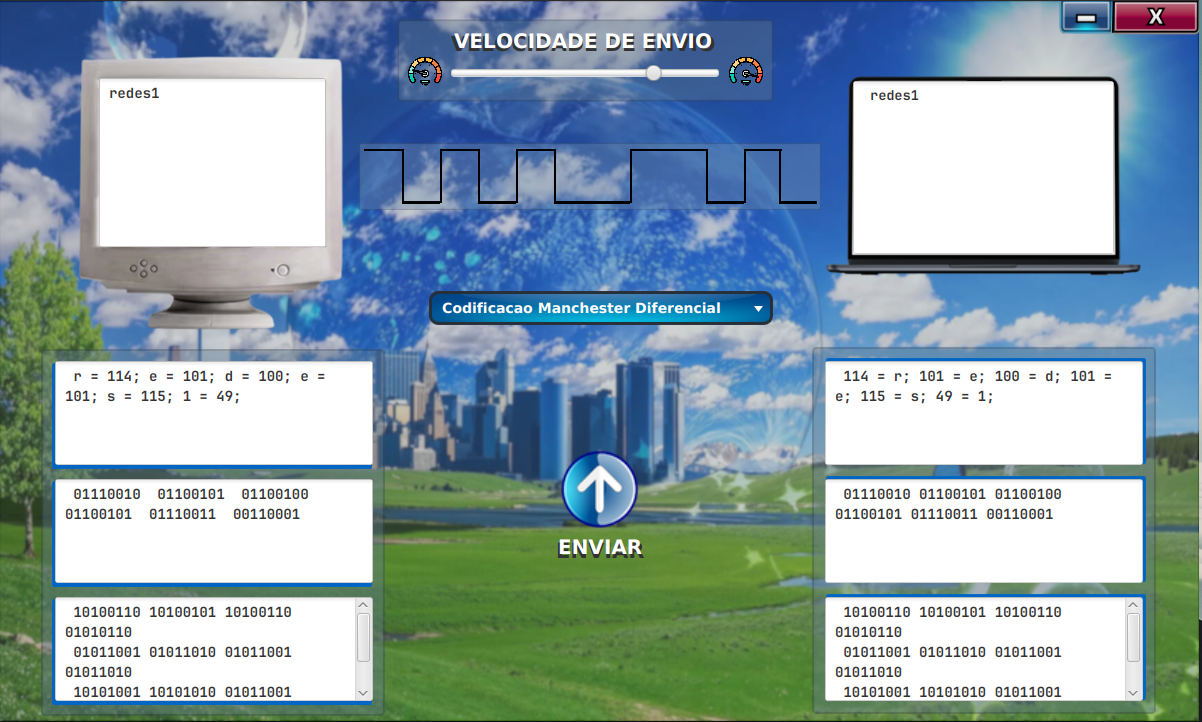 X
VELOCIDADE DE ENVIO
redes1
redes1
Codificacao Manchester Diferencial
r = 114; e = 101; d = 100; e =
101; s = 115; 1 = 49;
114 = r; 101 = e; 100 = d; 101 =
e; 115 = s; 49 = 1;
01110010 01100101 01100100
01100101 01110011 00110001
01110010 01100101 01100100
01100101 01110011 00110001
ENVIAR
10100110 10100101 10100110
01010110
01011001 01011010 01011001
01011010
10101001 10101010 01011001
10100110 10100101 10100110
01010110
01011001 01011010 01011001
01011010
10101001 10101010 01011001